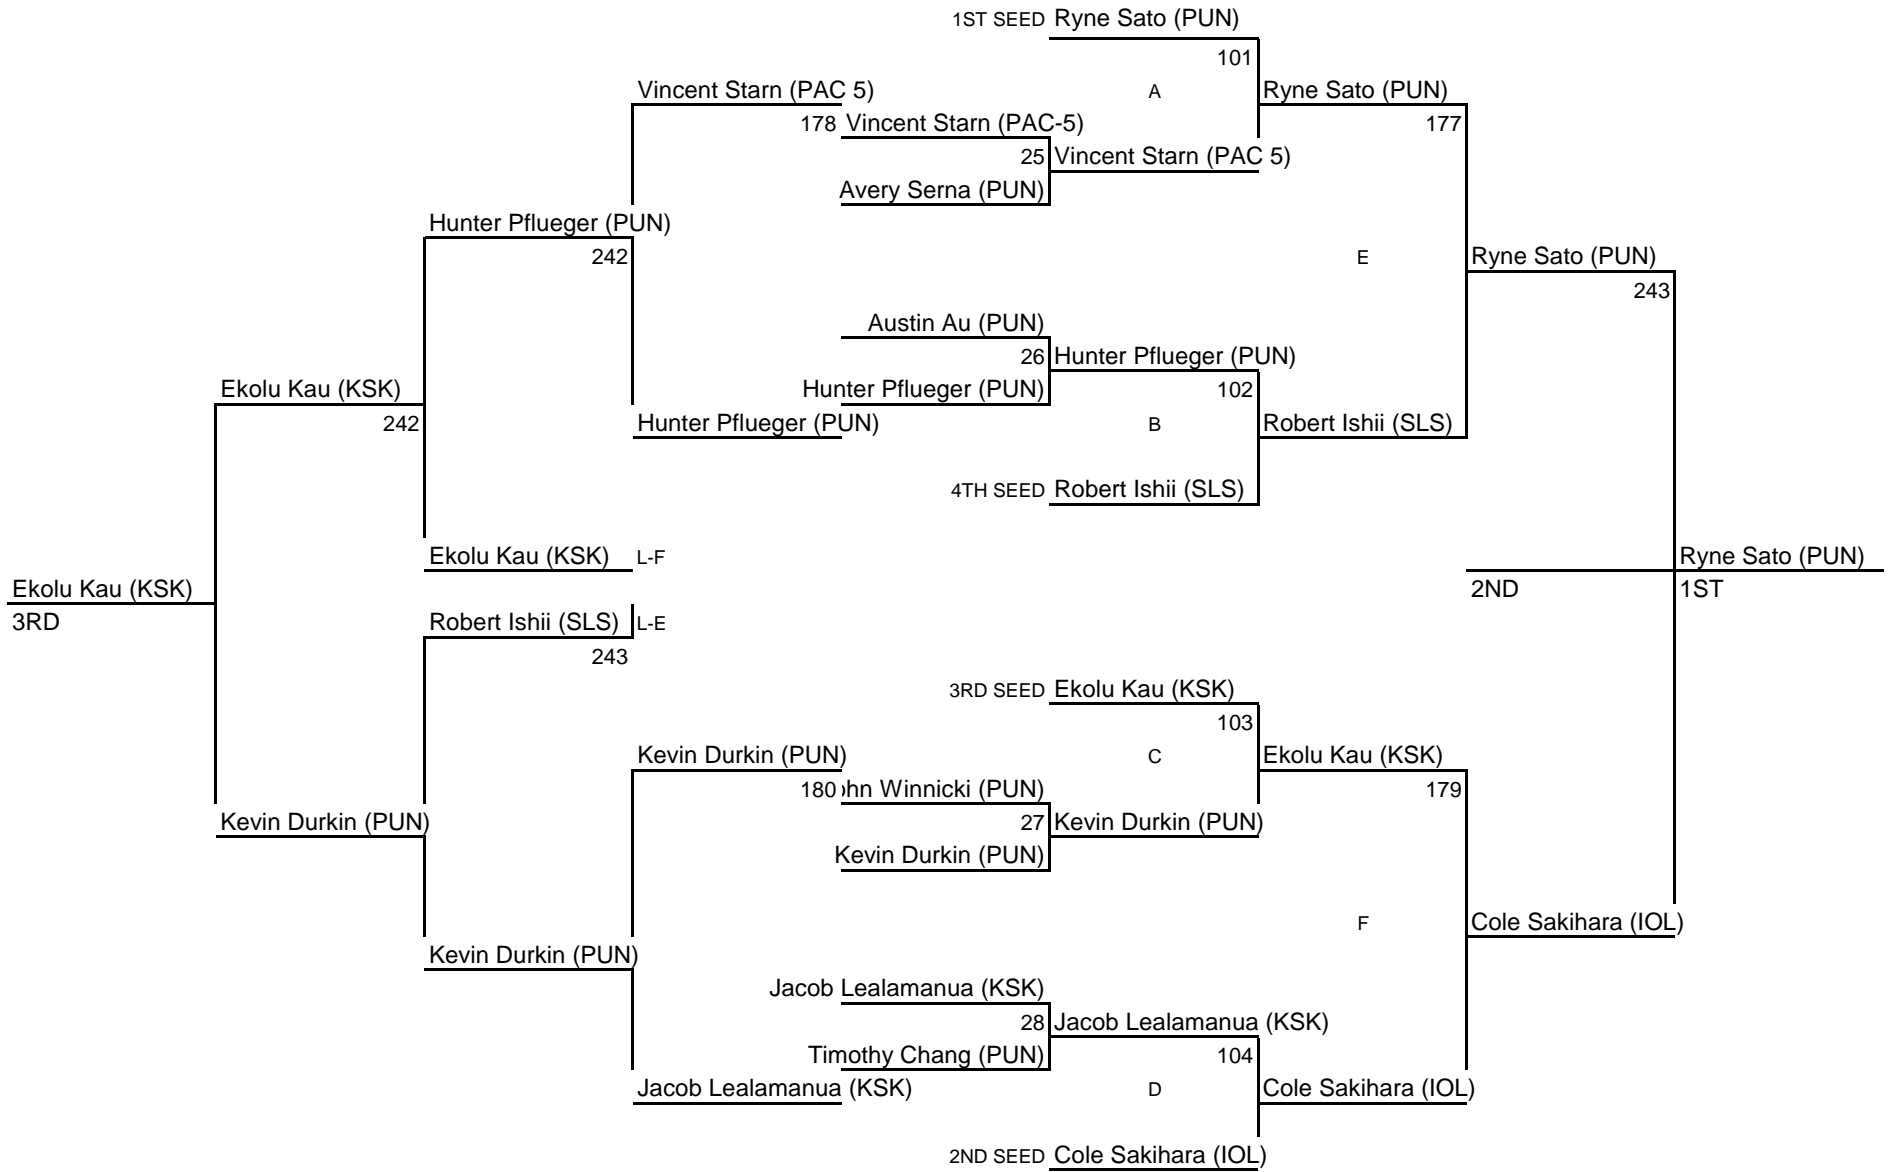 1ST SEED Ryne Sato (PUN)
101
Vincent Starn (PAC 5) A Ryne Sato (PUN)
178 Vincent Starn (PAC-5) 177
25 Vincent Starn (PAC 5)
Avery Serna (PUN)
Hunter Pflueger (PUN)
242 E Ryne Sato (PUN)
243
Austin Au (PUN)
26 Hunter Pflueger (PUN)
Ekolu Kau (KSK) Hunter Pflueger (PUN) 102
242 Hunter Pflueger (PUN) B Robert Ishii (SLS)
4TH SEED Robert Ishii (SLS)
Ekolu Kau (KSK) L-F Ryne Sato (PUN)
Ekolu Kau (KSK) 2ND 1ST
3RD Robert Ishii (SLS) L-E
243
3RD SEED Ekolu Kau (KSK)
103
Kevin Durkin (PUN) C Ekolu Kau (KSK)
180 hn Winnicki (PUN) 179
Kevin Durkin (PUN) 27 Kevin Durkin (PUN)
Kevin Durkin (PUN)
F Cole Sakihara (IOL)
Kevin Durkin (PUN)
Jacob Lealamanua (KSK)
28 Jacob Lealamanua (KSK)
Timothy Chang (PUN) 104
Jacob Lealamanua (KSK) D Cole Sakihara (IOL)
2ND SEED Cole Sakihara (IOL)